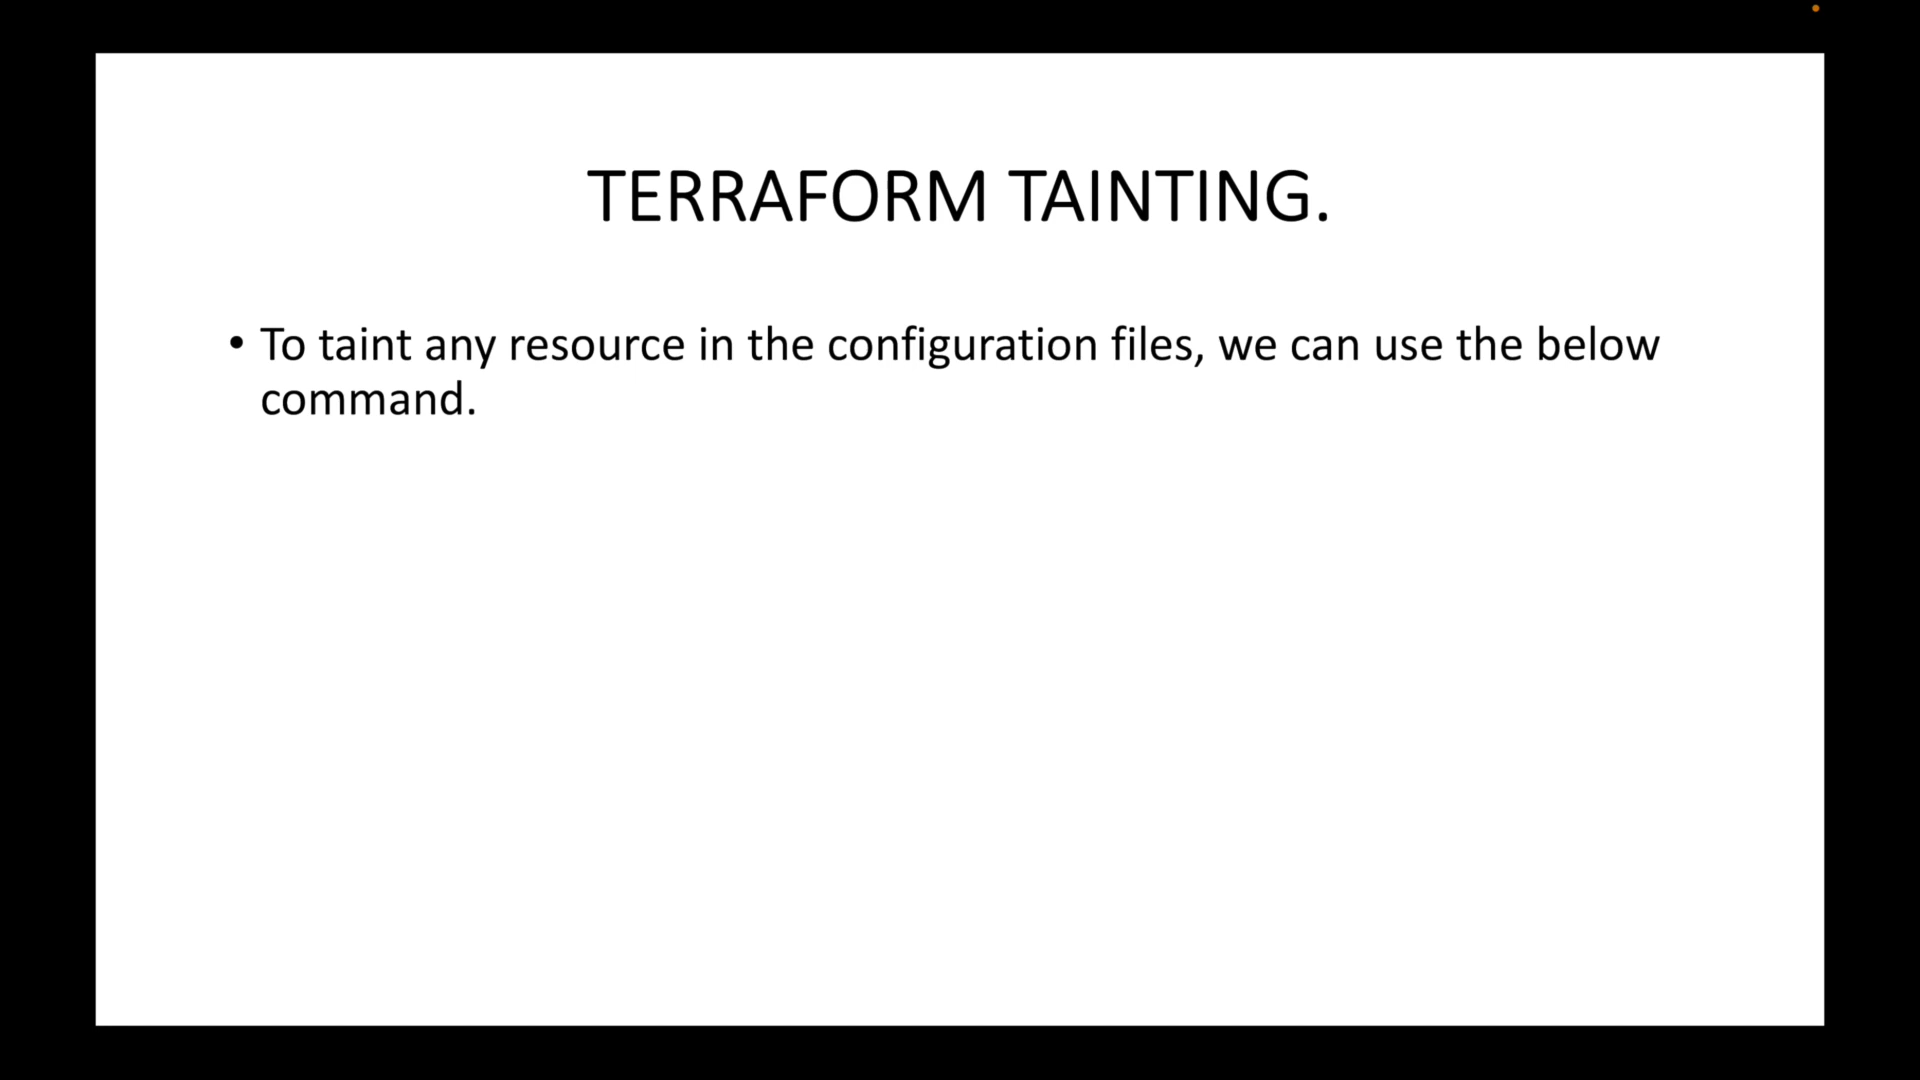 TERRAFORM TAINTING.
• To taint any resource in the configuration files, we can use the below
command.